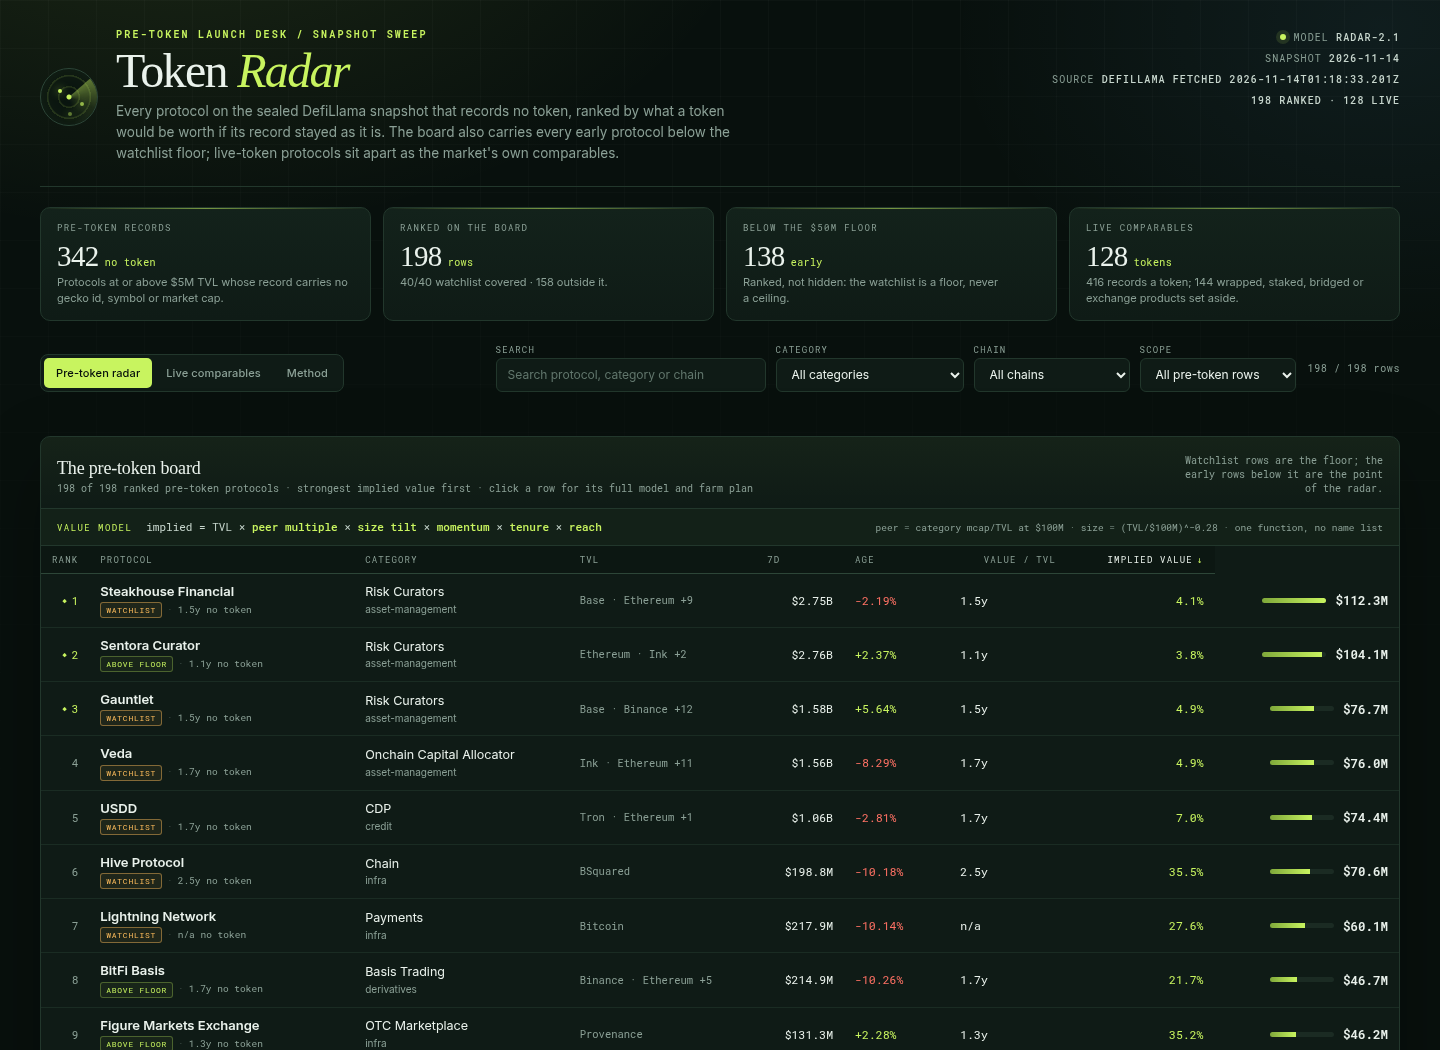 PRE-TOKEN LAUNCH DESK / SNAPSHOT SWEEP
Token Radar
Every protocol on the sealed DefiLlama snapshot that records no token, ranked by what a token
would be worth if its record stayed as it is. The board also carries every early protocol below the
watchlist floor; live-token protocols sit apart as the market's own comparables.
MODEL RADAR-2.1
SNAPSHOT 2026-11-14
SOURCE DEFILLAMA FETCHED 2026-11-14T01:18:33.201Z
198 RANKED · 128 LIVE
PRE-TOKEN RECORDS
342 no token
Protocols at or above $5M TVL whose record carries no
gecko id, symbol or market cap.
RANKED ON THE BOARD
198 rows
40/40 watchlist covered · 158 outside it.
BELOW THE $50M FLOOR
138 early
Ranked, not hidden: the watchlist is a floor, never
a ceiling.
LIVE COMPARABLES
128 tokens
416 records a token; 144 wrapped, staked, bridged or
exchange products set aside.
Pre-token radar Live comparables Method
SEARCH
Search protocol, category or chain
CATEGORY
All categories
CHAIN
All chains
SCOPE
All pre-token rows
198 / 198 rows
The pre-token board
198 of 198 ranked pre-token protocols · strongest implied value first · click a row for its full model and farm plan
Watchlist rows are the floor; the
early rows below it are the point
of the radar.
VALUE MODEL implied = TVL × peer multiple × size tilt × momentum × tenure × reach
peer = category mcap/TVL at $100M · size = (TVL/$100M)^-0.28 · one function, no name list
RANK PROTOCOL CATEGORY TVL 7D AGE VALUE / TVL IMPLIED VALUE ↓
◆ 1 Steakhouse Financial Risk Curators Base · Ethereum +9 $2.75B -2.19% 1.5y 4.1% $112.3M
WATCHLIST · 1.5y no token asset-management
◆ 2 Sentora Curator Risk Curators Ethereum · Ink +2 $2.76B +2.37% 1.1y 3.8% $104.1M
ABOVE FLOOR · 1.1y no token asset-management
◆ 3 Gauntlet Risk Curators Base · Binance +12 $1.58B +5.64% 1.5y 4.9% $76.7M
WATCHLIST · 1.5y no token asset-management
4 Veda Onchain Capital Allocator Ink · Ethereum +11 $1.56B -8.29% 1.7y 4.9% $76.0M
WATCHLIST · 1.7y no token asset-management
5 USDD CDP Tron · Ethereum +1 $1.06B -2.81% 1.7y 7.0% $74.4M
WATCHLIST · 1.7y no token credit
6 Hive Protocol Chain BSquared $198.8M -10.18% 2.5y 35.5% $70.6M
WATCHLIST · 2.5y no token infra
7 Lightning Network Payments Bitcoin $217.9M -10.14% n/a 27.6% $60.1M
WATCHLIST · n/a no token infra
8 BitFi Basis Basis Trading Binance · Ethereum +5 $214.9M -10.26% 1.7y 21.7% $46.7M
ABOVE FLOOR · 1.7y no token derivatives
9 Figure Markets Exchange OTC Marketplace Provenance $131.3M +2.28% 1.3y 35.2% $46.2M
ABOVE FLOOR · 1.3y no token infra